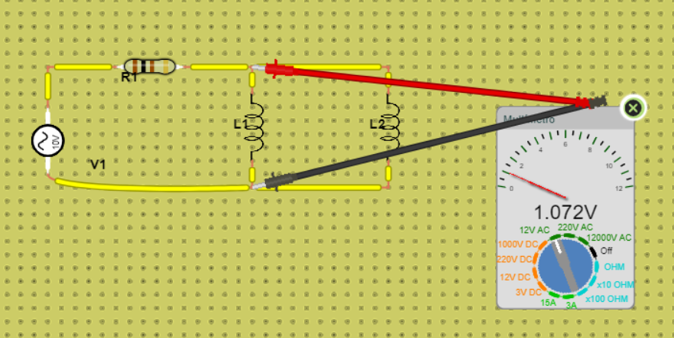 R1
L1
L2
10V
V1
Multímetro
0
2
4
6
8
10
12
1.072V
12V AC
220V AC
12000V AC
1000V DC
Off
220V DC
OHM
12V DC
x10 OHM
3V DC
x100 OHM
15A
3A